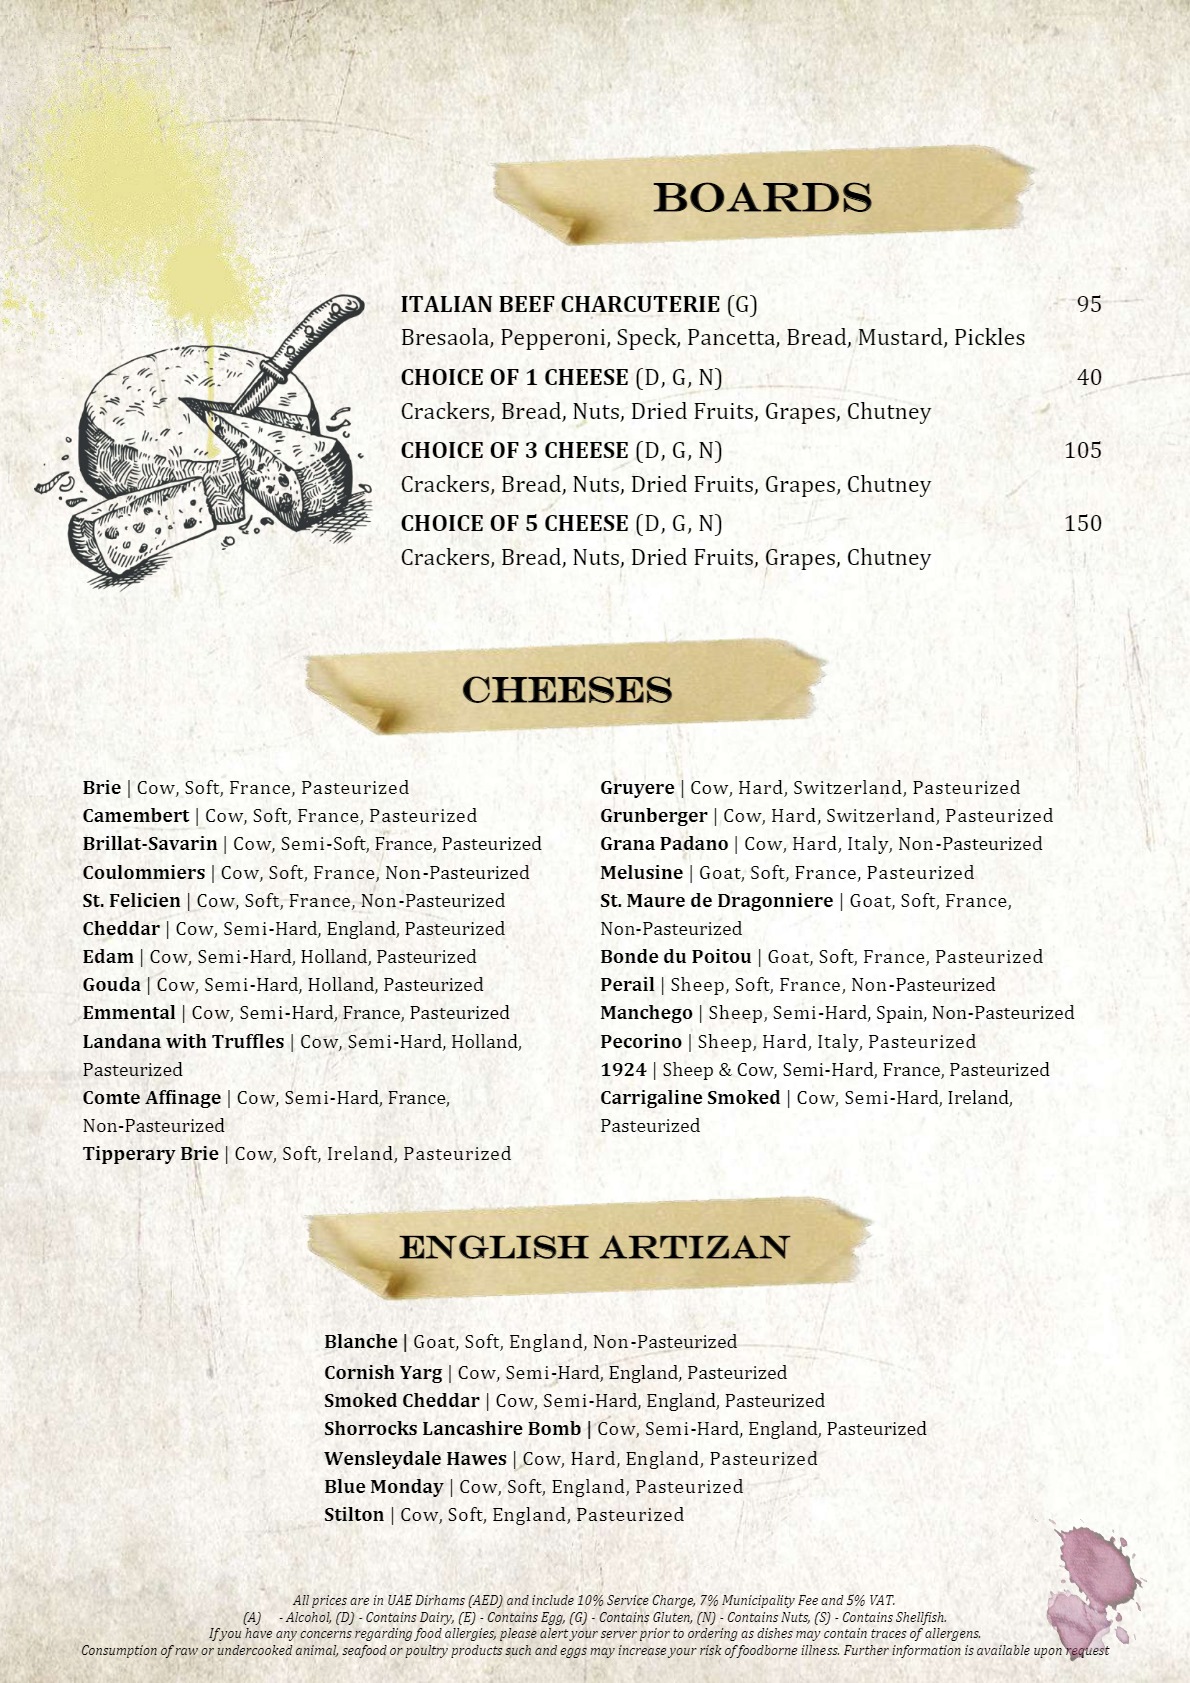 BOARDS
ITALIAN BEEF CHARCUTERIE (G) 95
Bresaola, Pepperoni, Speck, Pancetta, Bread, Mustard, Pickles
CHOICE OF 1 CHEESE (D, G, N) 40
Crackers, Bread, Nuts, Dried Fruits, Grapes, Chutney
CHOICE OF 3 CHEESE (D, G, N) 105
Crackers, Bread, Nuts, Dried Fruits, Grapes, Chutney
CHOICE OF 5 CHEESE (D, G, N) 150
Crackers, Bread, Nuts, Dried Fruits, Grapes, Chutney
CHEESES
Brie | Cow, Soft, France, Pasteurized
Camembert | Cow, Soft, France, Pasteurized
Brillat-Savarin | Cow, Semi-Soft, France, Pasteurized
Coulommiers | Cow, Soft, France, Non-Pasteurized
St. Felicien | Cow, Soft, France, Non-Pasteurized
Cheddar | Cow, Semi-Hard, England, Pasteurized
Edam | Cow, Semi-Hard, Holland, Pasteurized
Gouda | Cow, Semi-Hard, Holland, Pasteurized
Emmental | Cow, Semi-Hard, France, Pasteurized
Landana with Truffles | Cow, Semi-Hard, Holland,
Pasteurized
Comte Affinage | Cow, Semi-Hard, France,
Non-Pasteurized
Tipperary Brie | Cow, Soft, Ireland, Pasteurized
Gruyere | Cow, Hard, Switzerland, Pasteurized
Grunberger | Cow, Hard, Switzerland, Pasteurized
Grana Padano | Cow, Hard, Italy, Non-Pasteurized
Melusine | Goat, Soft, France, Pasteurized
St. Maure de Dragonniere | Goat, Soft, France,
Non-Pasteurized
Bonde du Poitou | Goat, Soft, France, Pasteurized
Perail | Sheep, Soft, France, Non-Pasteurized
Manchego | Sheep, Semi-Hard, Spain, Non-Pasteurized
Pecorino | Sheep, Hard, Italy, Pasteurized
1924 | Sheep & Cow, Semi-Hard, France, Pasteurized
Carrigaline Smoked | Cow, Semi-Hard, Ireland,
Pasteurized
ENGLISH ARTIZAN
Blanche | Goat, Soft, England, Non-Pasteurized
Cornish Yarg | Cow, Semi-Hard, England, Pasteurized
Smoked Cheddar | Cow, Semi-Hard, England, Pasteurized
Shorrocks Lancashire Bomb | Cow, Semi-Hard, England, Pasteurized
Wensleydale Hawes | Cow, Hard, England, Pasteurized
Blue Monday | Cow, Soft, England, Pasteurized
Stilton | Cow, Soft, England, Pasteurized
All prices are in UAE Dirhams (AED) and include 10% Service Charge, 7% Municipality Fee and 5% VAT.
(A) - Alcohol, (D) - Contains Dairy, (E) - Contains Egg, (G) - Contains Gluten, (N) - Contains Nuts, (S) - Contains Shellfish.
If you have any concerns regarding food allergies, please alert your server prior to ordering as dishes may contain traces of allergens.
Consumption of raw or undercooked animal, seafood or poultry products such and eggs may increase your risk of foodborne illness. Further information is available upon request